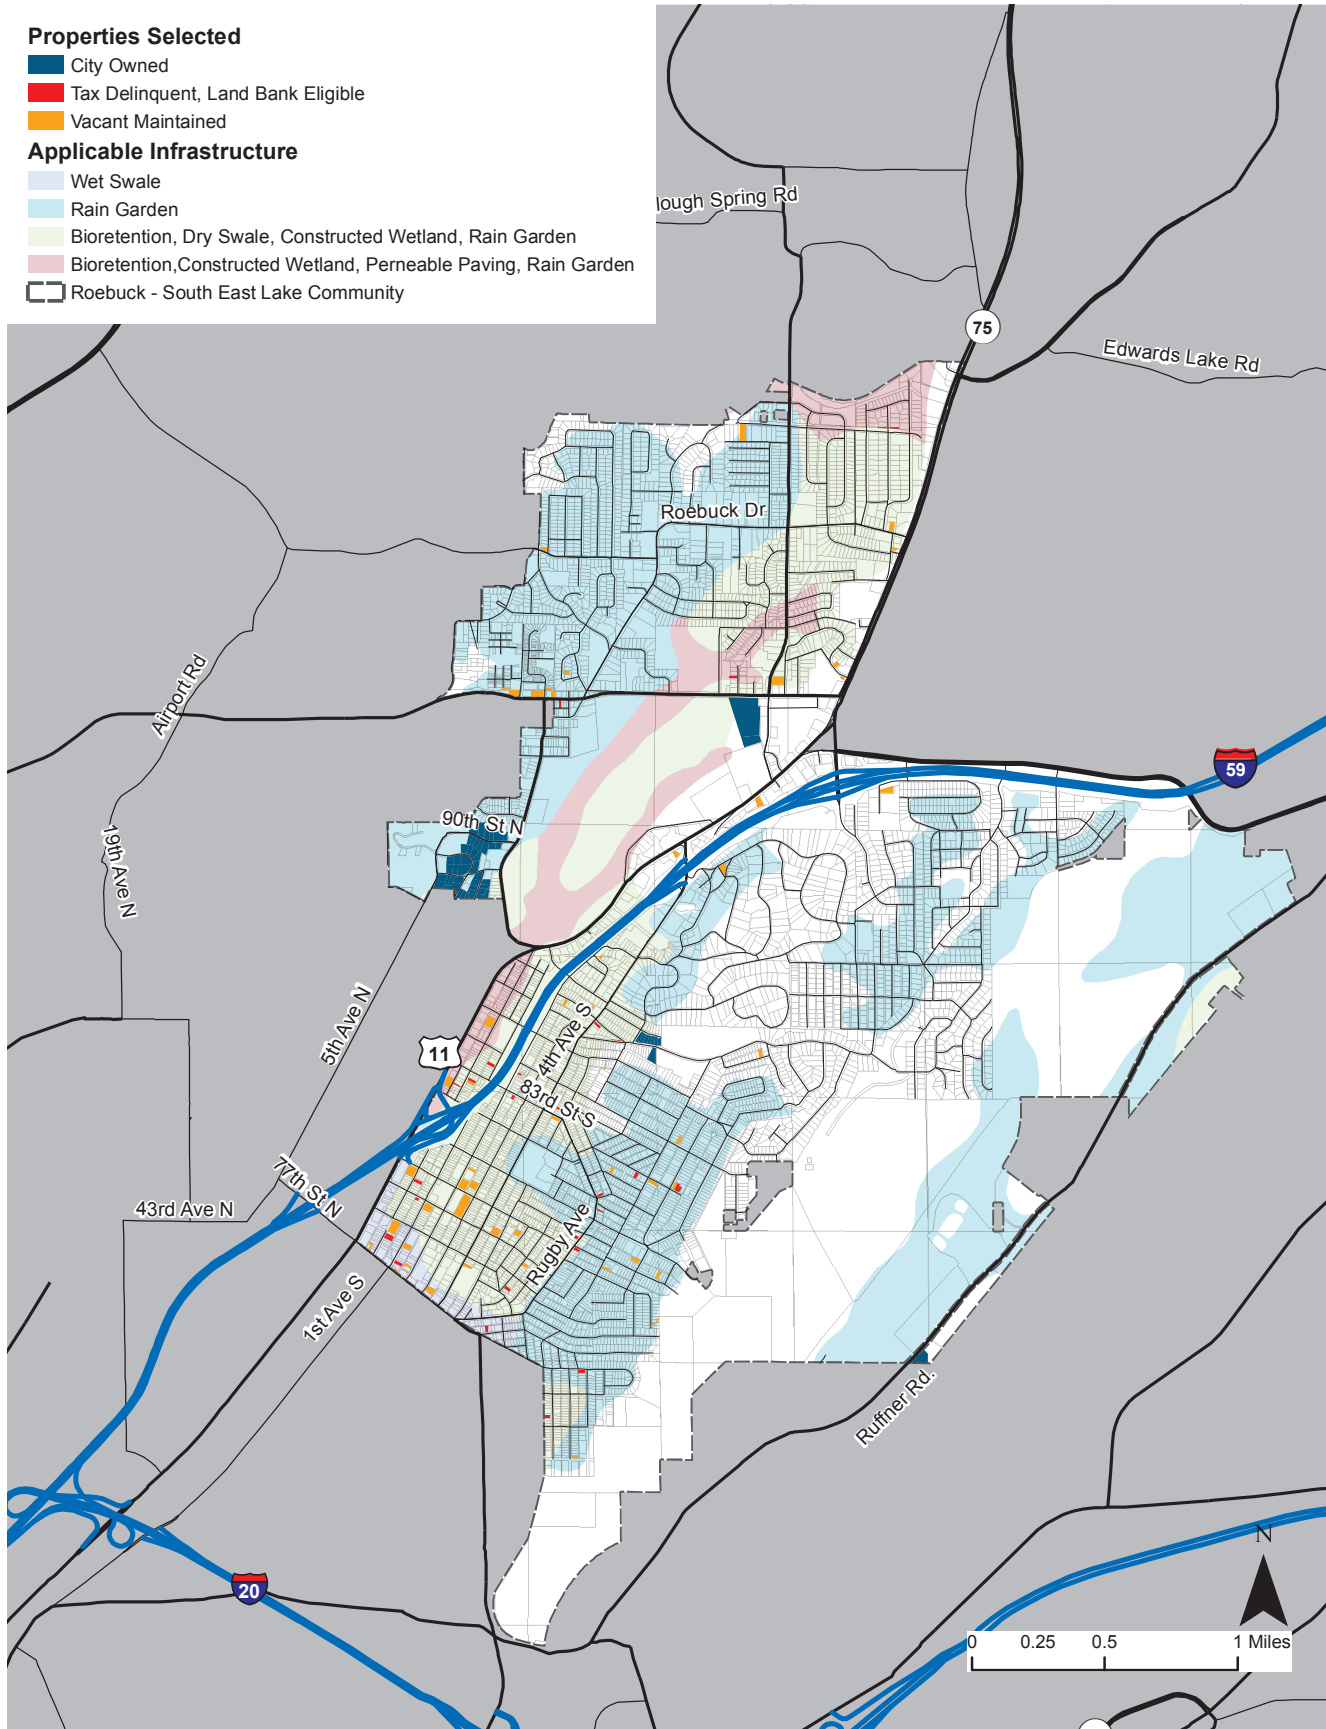 Properties Selected
City Owned
Tax Delinquent, Land Bank Eligible
Vacant Maintained
Applicable Infrastructure
Wet Swale
Rain Garden
Bioretention, Dry Swale, Constructed Wetland, Rain Garden
Bioretention,Constructed Wetland, Perneable Paving, Rain Garden
Roebuck - South East Lake Community
lough Spring Rd
75
Edwards Lake Rd
Roebuck Dr
Airport Rd
59
90th St N
19th Ave N
5th Ave N
11
4th Ave S
83rd St S
77th St N
43rd Ave N
Rugby Ave
1st Ave S
Ruffner Rd.
20
N
0 0.25 0.5 1 Miles